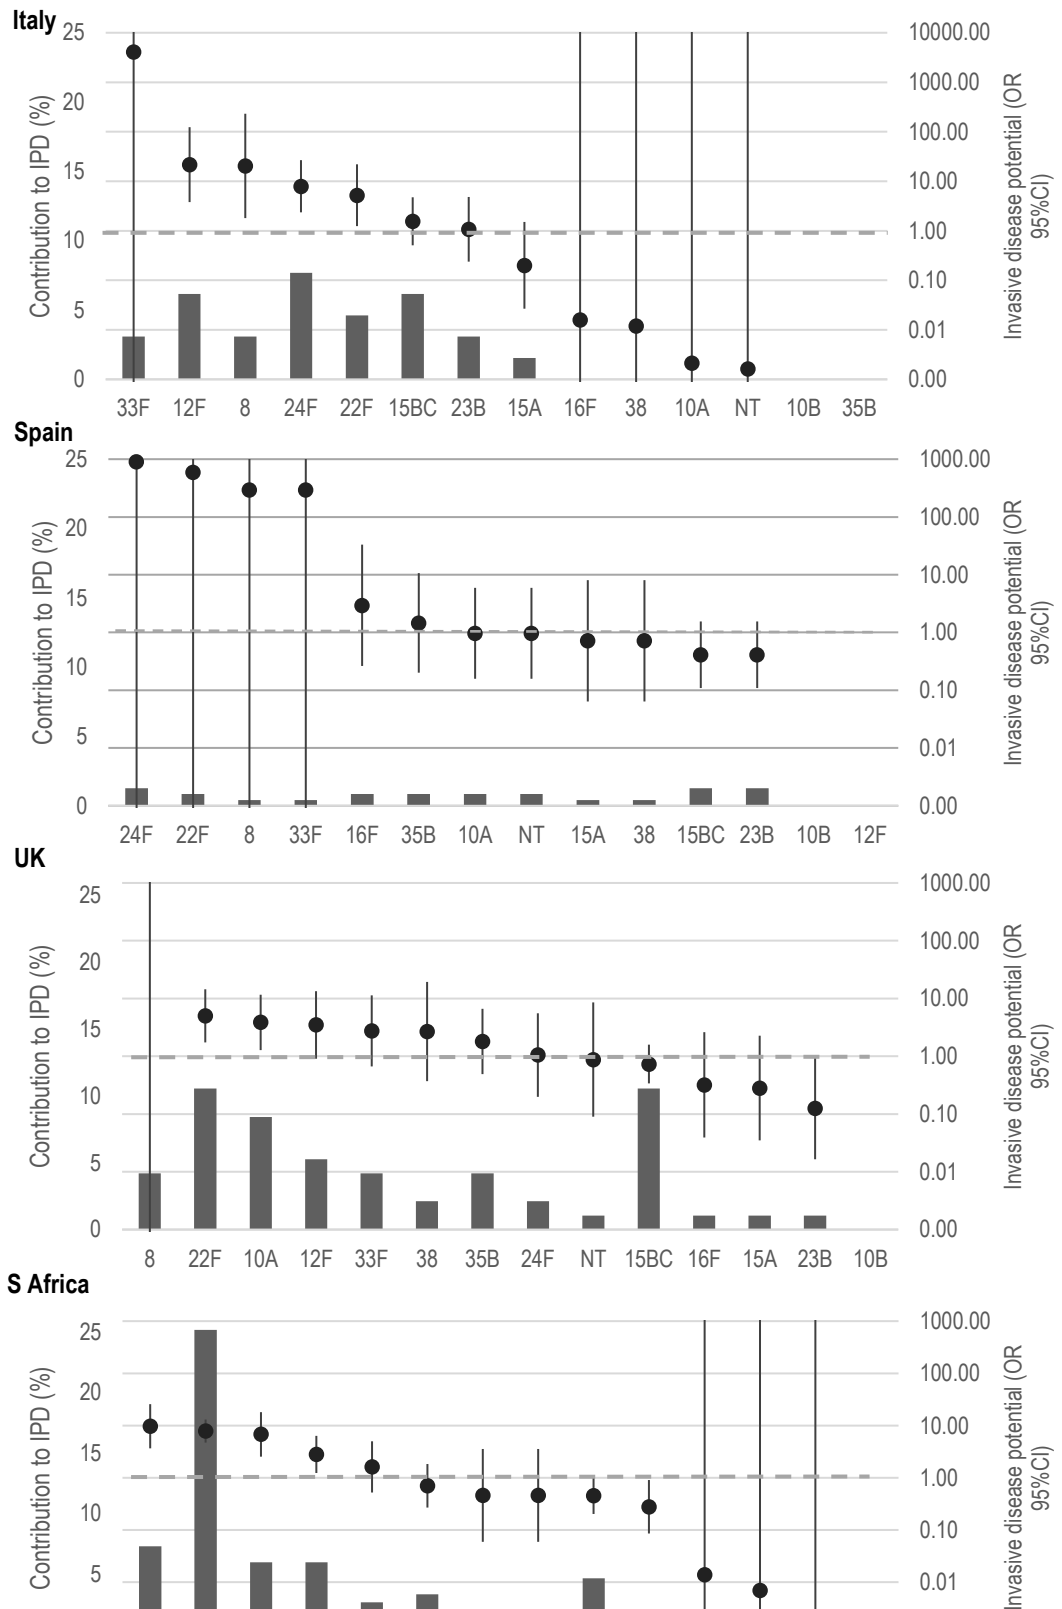 Italy
25 10000.00
1000.00
20 100.00
15 10.00
10 1.00
0.10
5 0.01
0 0.00
Contribution to IPD (%)
Invasive disease potential (OR
95%CI)
33F 12F 8 24F 22F 15BC 23B 15A 16F 38 10A NT 10B 35B
Spain
25 1000.00
20 100.00
15 10.00
10 1.00
0.10
5 0.01
0 0.00
Contribution to IPD (%)
Invasive disease potential (OR
95%CI)
24F 22F 8 33F 16F 35B 10A NT 15A 38 15BC 23B 10B 12F
UK
25 1000.00
20 100.00
15 10.00
1.00
10 0.10
5 0.01
0 0.00
Contribution to IPD (%)
Invasive disease potential (OR
95%CI)
8 22F 10A 12F 33F 38 35B 24F NT 15BC 16F 15A 23B 10B
S Africa
25 1000.00
20 100.00
15 10.00
1.00
10 0.10
5 0.01
Contribution to IPD (%)
Invasive disease potential (OR
95%CI)